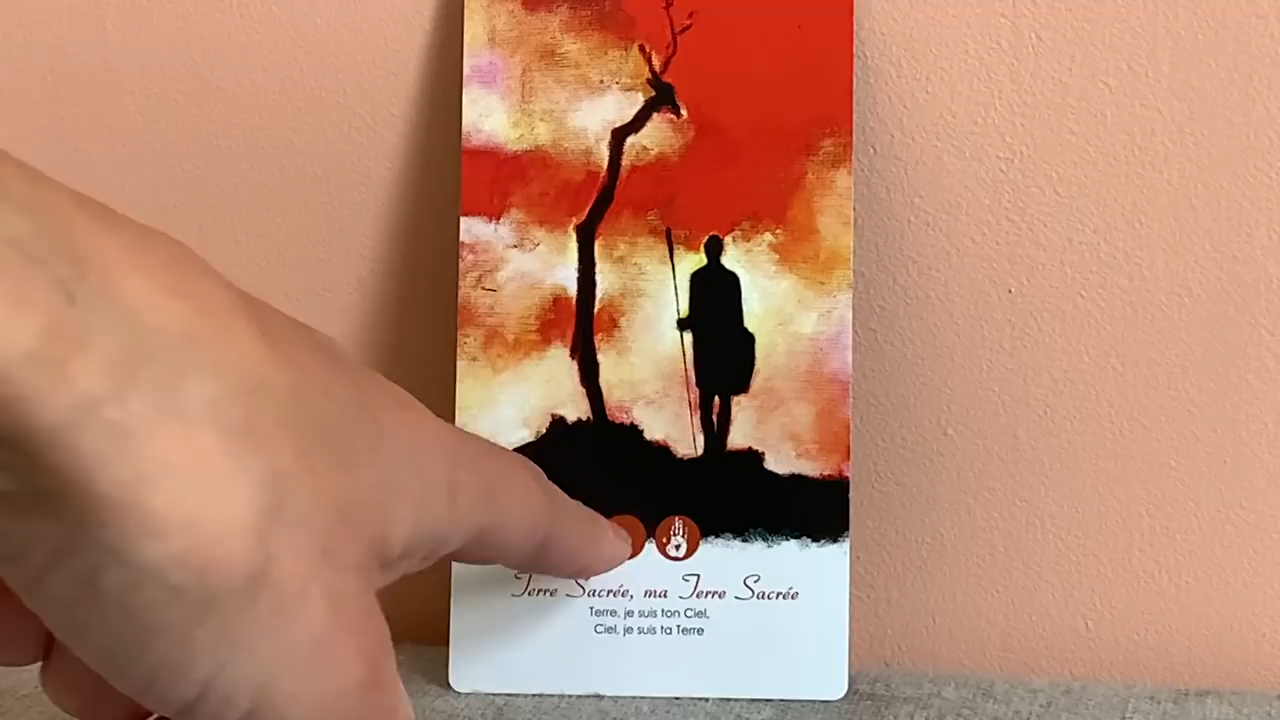 Terre Sacrée, ma Terre Sacrée
Terre, je suis ton Ciel,
Ciel, je suis ta Terre